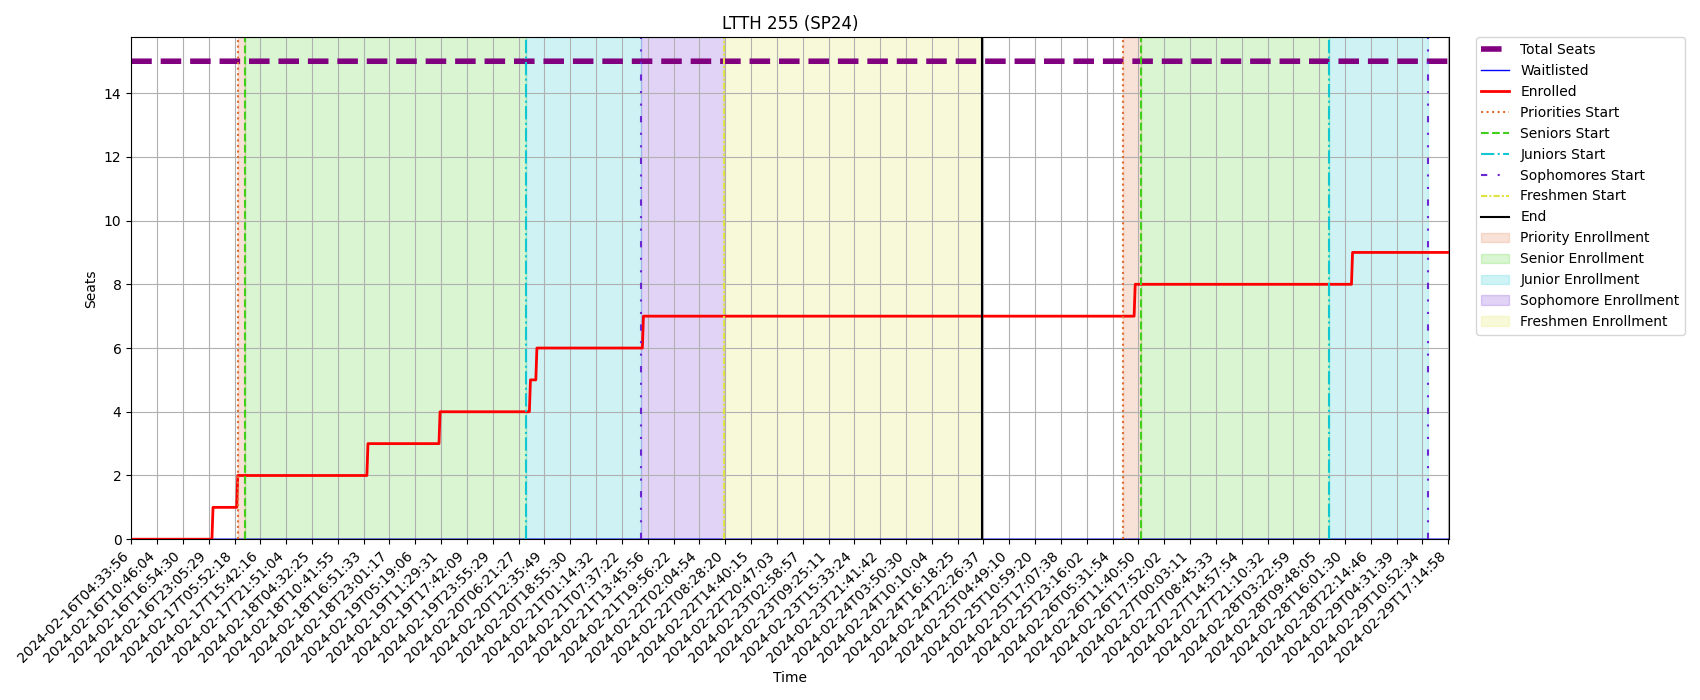 LTTH 255 (SP24)
Seats
14
12
10
8
6
4
2
0
2024-02-16T04:33:56
2024-02-16T10:46:04
2024-02-16T16:54:30
2024-02-16T23:05:29
2024-02-17T05:52:18
2024-02-17T15:42:16
2024-02-17T21:51:04
2024-02-18T04:32:25
2024-02-18T10:41:55
2024-02-18T16:51:33
2024-02-19T05:19:06
2024-02-19T11:29:31
2024-02-19T17:42:09
2024-02-19T23:55:29
2024-02-20T06:21:27
2024-02-20T12:35:49
2024-02-20T18:55:30
2024-02-21T01:14:32
2024-02-21T07:37:22
2024-02-21T13:45:56
2024-02-21T19:56:22
2024-02-22T02:04:54
2024-02-22T08:28:20
2024-02-22T14:40:15
2024-02-22T20:47:03
2024-02-23T02:58:57
2024-02-23T09:25:11
2024-02-23T15:33:24
2024-02-23T21:41:42
2024-02-24T03:50:30
2024-02-24T10:10:04
2024-02-24T16:18:25
2024-02-24T22:26:37
2024-02-25T04:49:10
2024-02-25T10:59:20
2024-02-25T17:07:38
2024-02-25T23:16:02
2024-02-26T05:31:54
2024-02-26T11:40:50
2024-02-26T17:52:02
2024-02-27T00:03:11
2024-02-27T08:45:33
2024-02-27T14:57:54
2024-02-27T21:10:32
2024-02-28T03:22:59
2024-02-28T09:48:05
2024-02-28T16:01:30
2024-02-28T22:14:46
2024-02-29T04:31:39
2024-02-29T10:52:34
2024-02-29T17:14:58
Time
Total Seats
Waitlisted
Enrolled
Priorities Start
Seniors Start
Juniors Start
Sophomores Start
Freshmen Start
End
Priority Enrollment
Senior Enrollment
Junior Enrollment
Sophomore Enrollment
Freshmen Enrollment